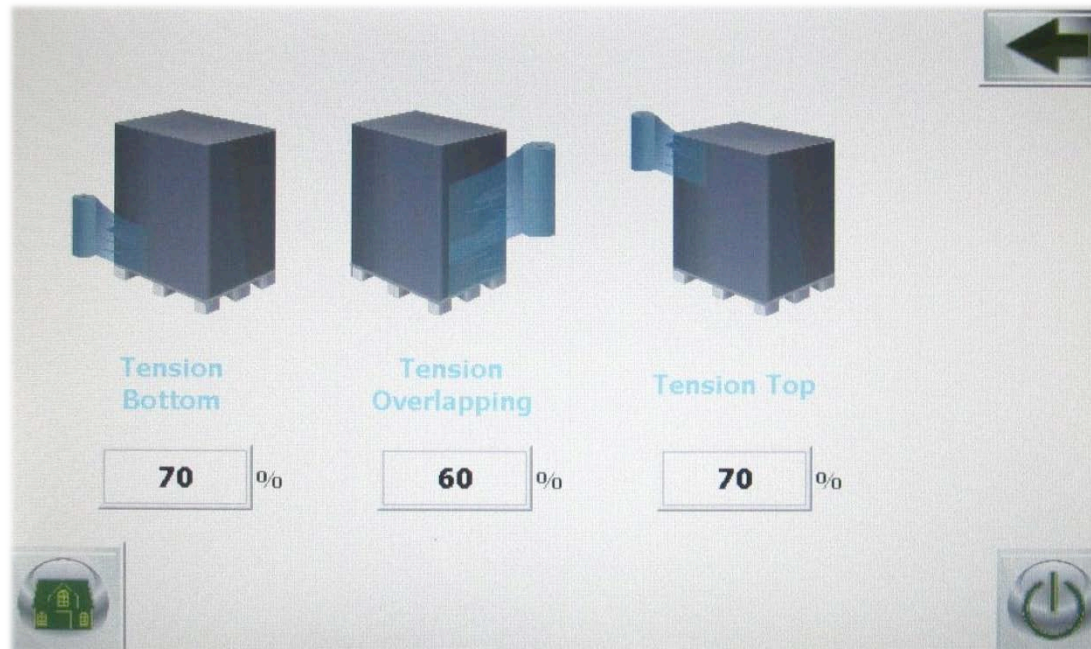 Tension
Bottom
Tension
Overlapping
Tension Top
70 %
60 %
70 %